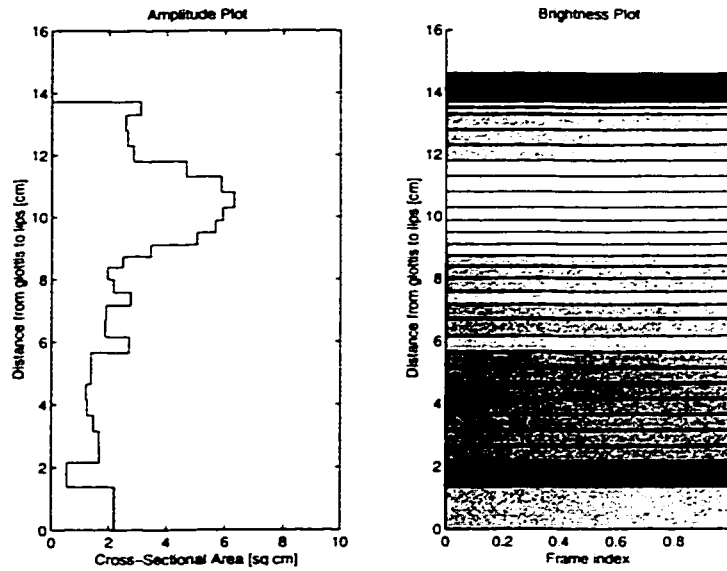 Amplitude Plot
16
14
12
10
8
6
4
2
0
0 2 4 6 8 10
Distance from glottis to lips [cm]
Cross-Sectional Area [sq cm]
Brightness Plot
16
14
12
10
8
6
4
2
0
0 0.2 0.4 0.6 0.8 1
Distance from glottis to lips [cm]
Frame index